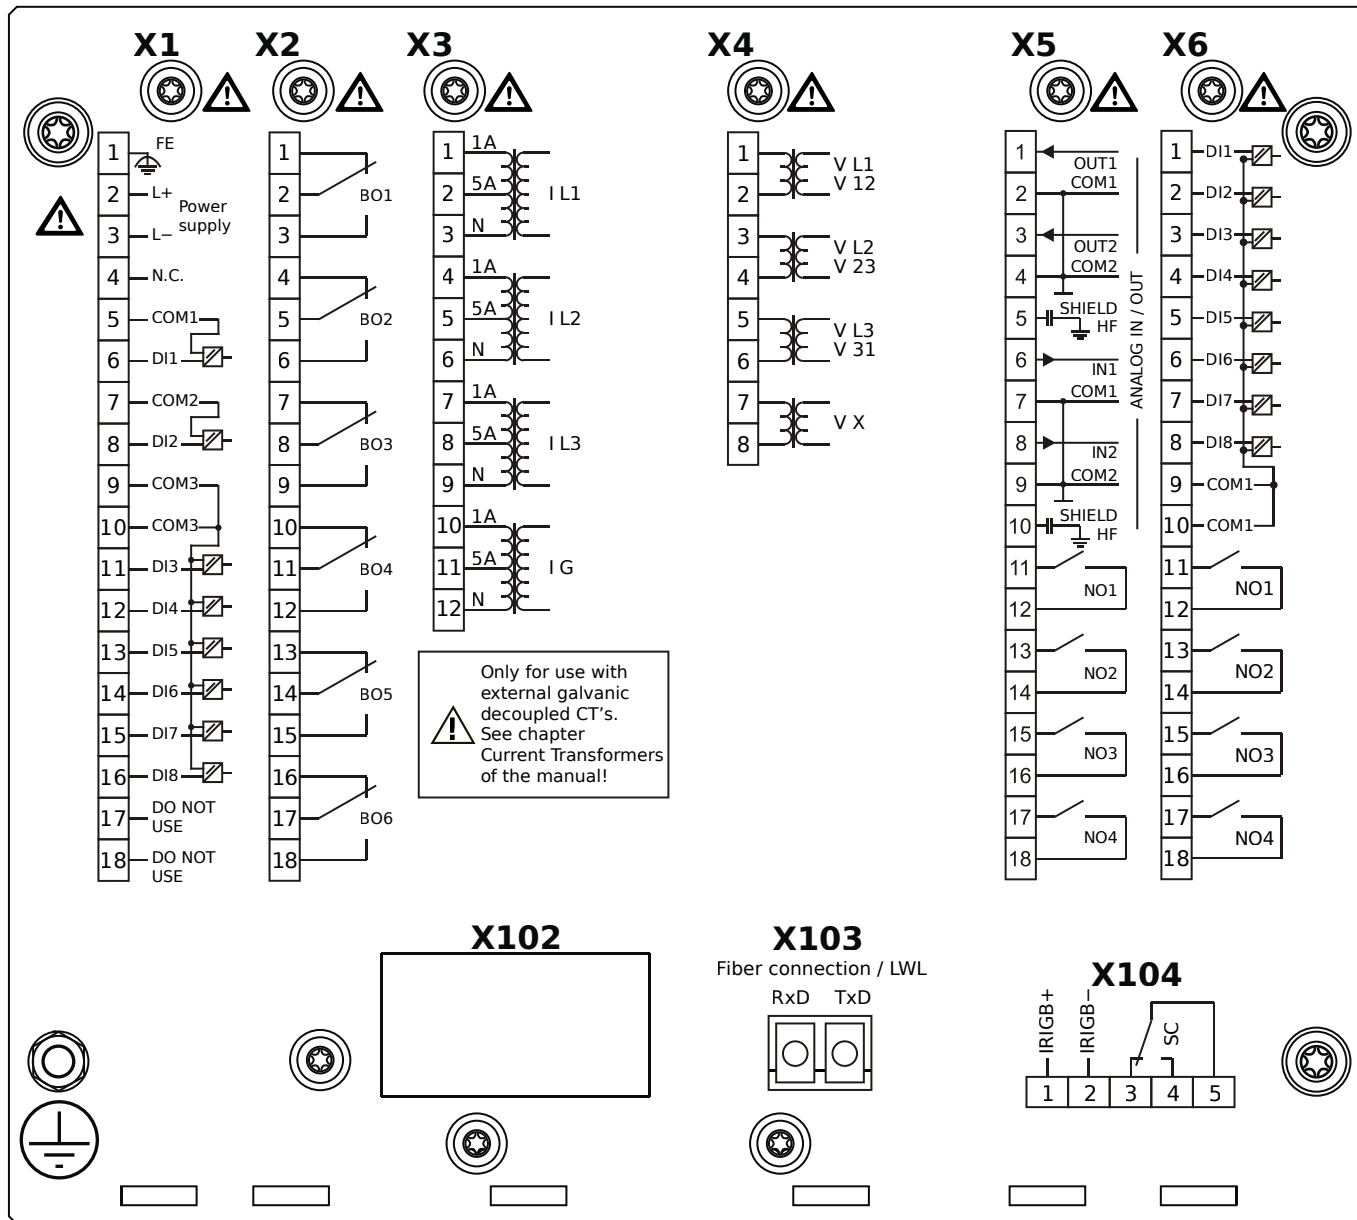 X1
X2
X3
X4
X5
X6
1 FE
2 L+ Power
supply
3 L−
4 N.C.
5 COM1
6 DI1
7 COM2
8 DI2
9 COM3
10 COM3
11 DI3
12 DI4
13 DI5
14 DI6
15 DI7
16 DI8
17 DO NOT
USE
18 DO NOT
USE
1
2 BO1
3
4
5 BO2
6
7
8 BO3
9
10
11 BO4
12
13
14 BO5
15
16
17 BO6
18
1 1A
2 5A I L1
3 N
4 1A
5 5A I L2
6 N
7 1A
8 5A I L3
9 N
10 1A
11 5A I G
12 N
Only for use with
external galvanic
decoupled CT's.
See chapter
Current Transformers
of the manual!
1 V L1
2 V 12
3 V L2
4 V 23
5 V L3
6 V 31
7 V X
8
1 OUT1
2 COM1
3 OUT2
4 COM2
5 SHIELD
HF
6 IN1
7 COM1
8 IN2
9 COM2
10 SHIELD
HF
ANALOG IN / OUT
11 NO1
12
13 NO2
14
15 NO3
16
17 NO4
18
1 DI1
2 DI2
3 DI3
4 DI4
5 DI5
6 DI6
7 DI7
8 DI8
9 COM1
10 COM1
11 NO1
12
13 NO2
14
15 NO3
16
17 NO4
18
X102
X103
Fiber connection / LWL
RxD TxD
X104
IRIGB+
IRIGB−
SC
1 2 3 4 5